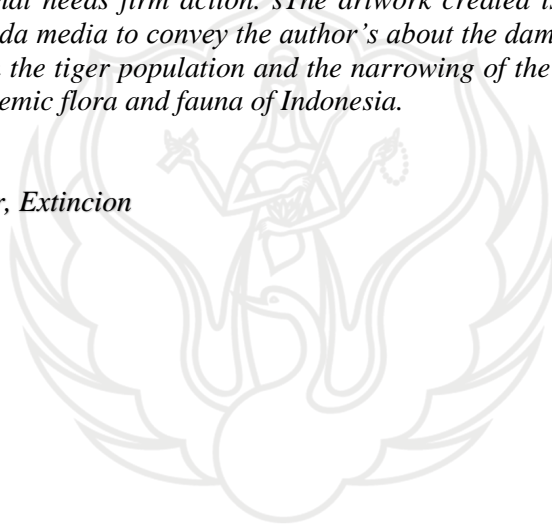 needs firm action. sThe artwork created is
da media to convey the author's about the dam
the tiger population and the narrowing of the
emic flora and fauna of Indonesia.
r, Extincion